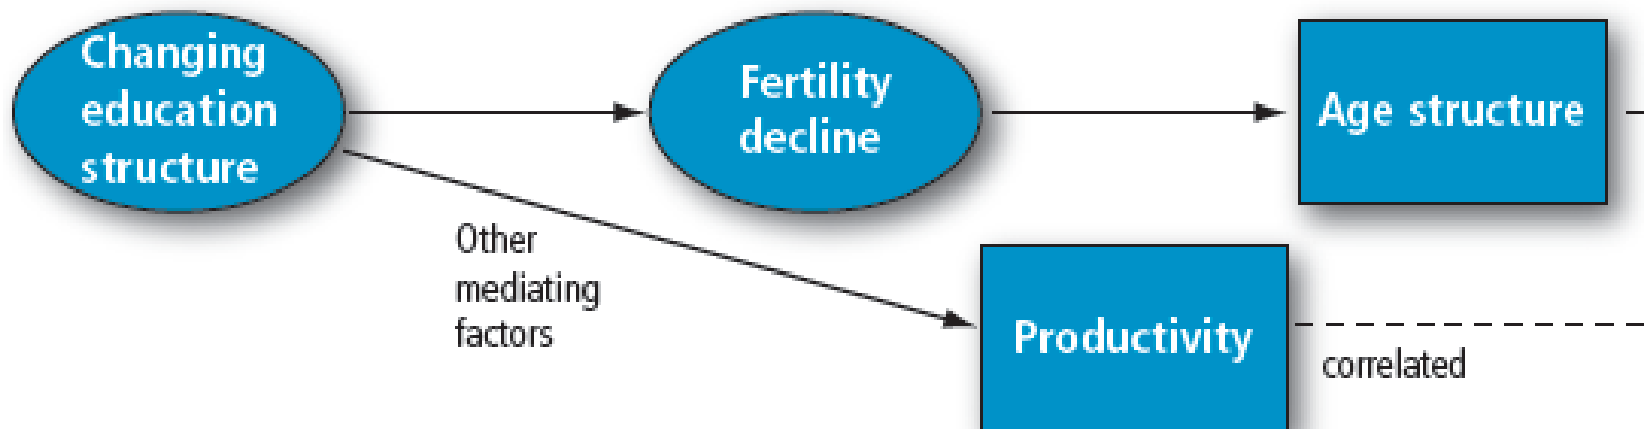 Changing
education
structure
Fertility
decline
Age structure
Other
mediating
factors
Productivity
correlated